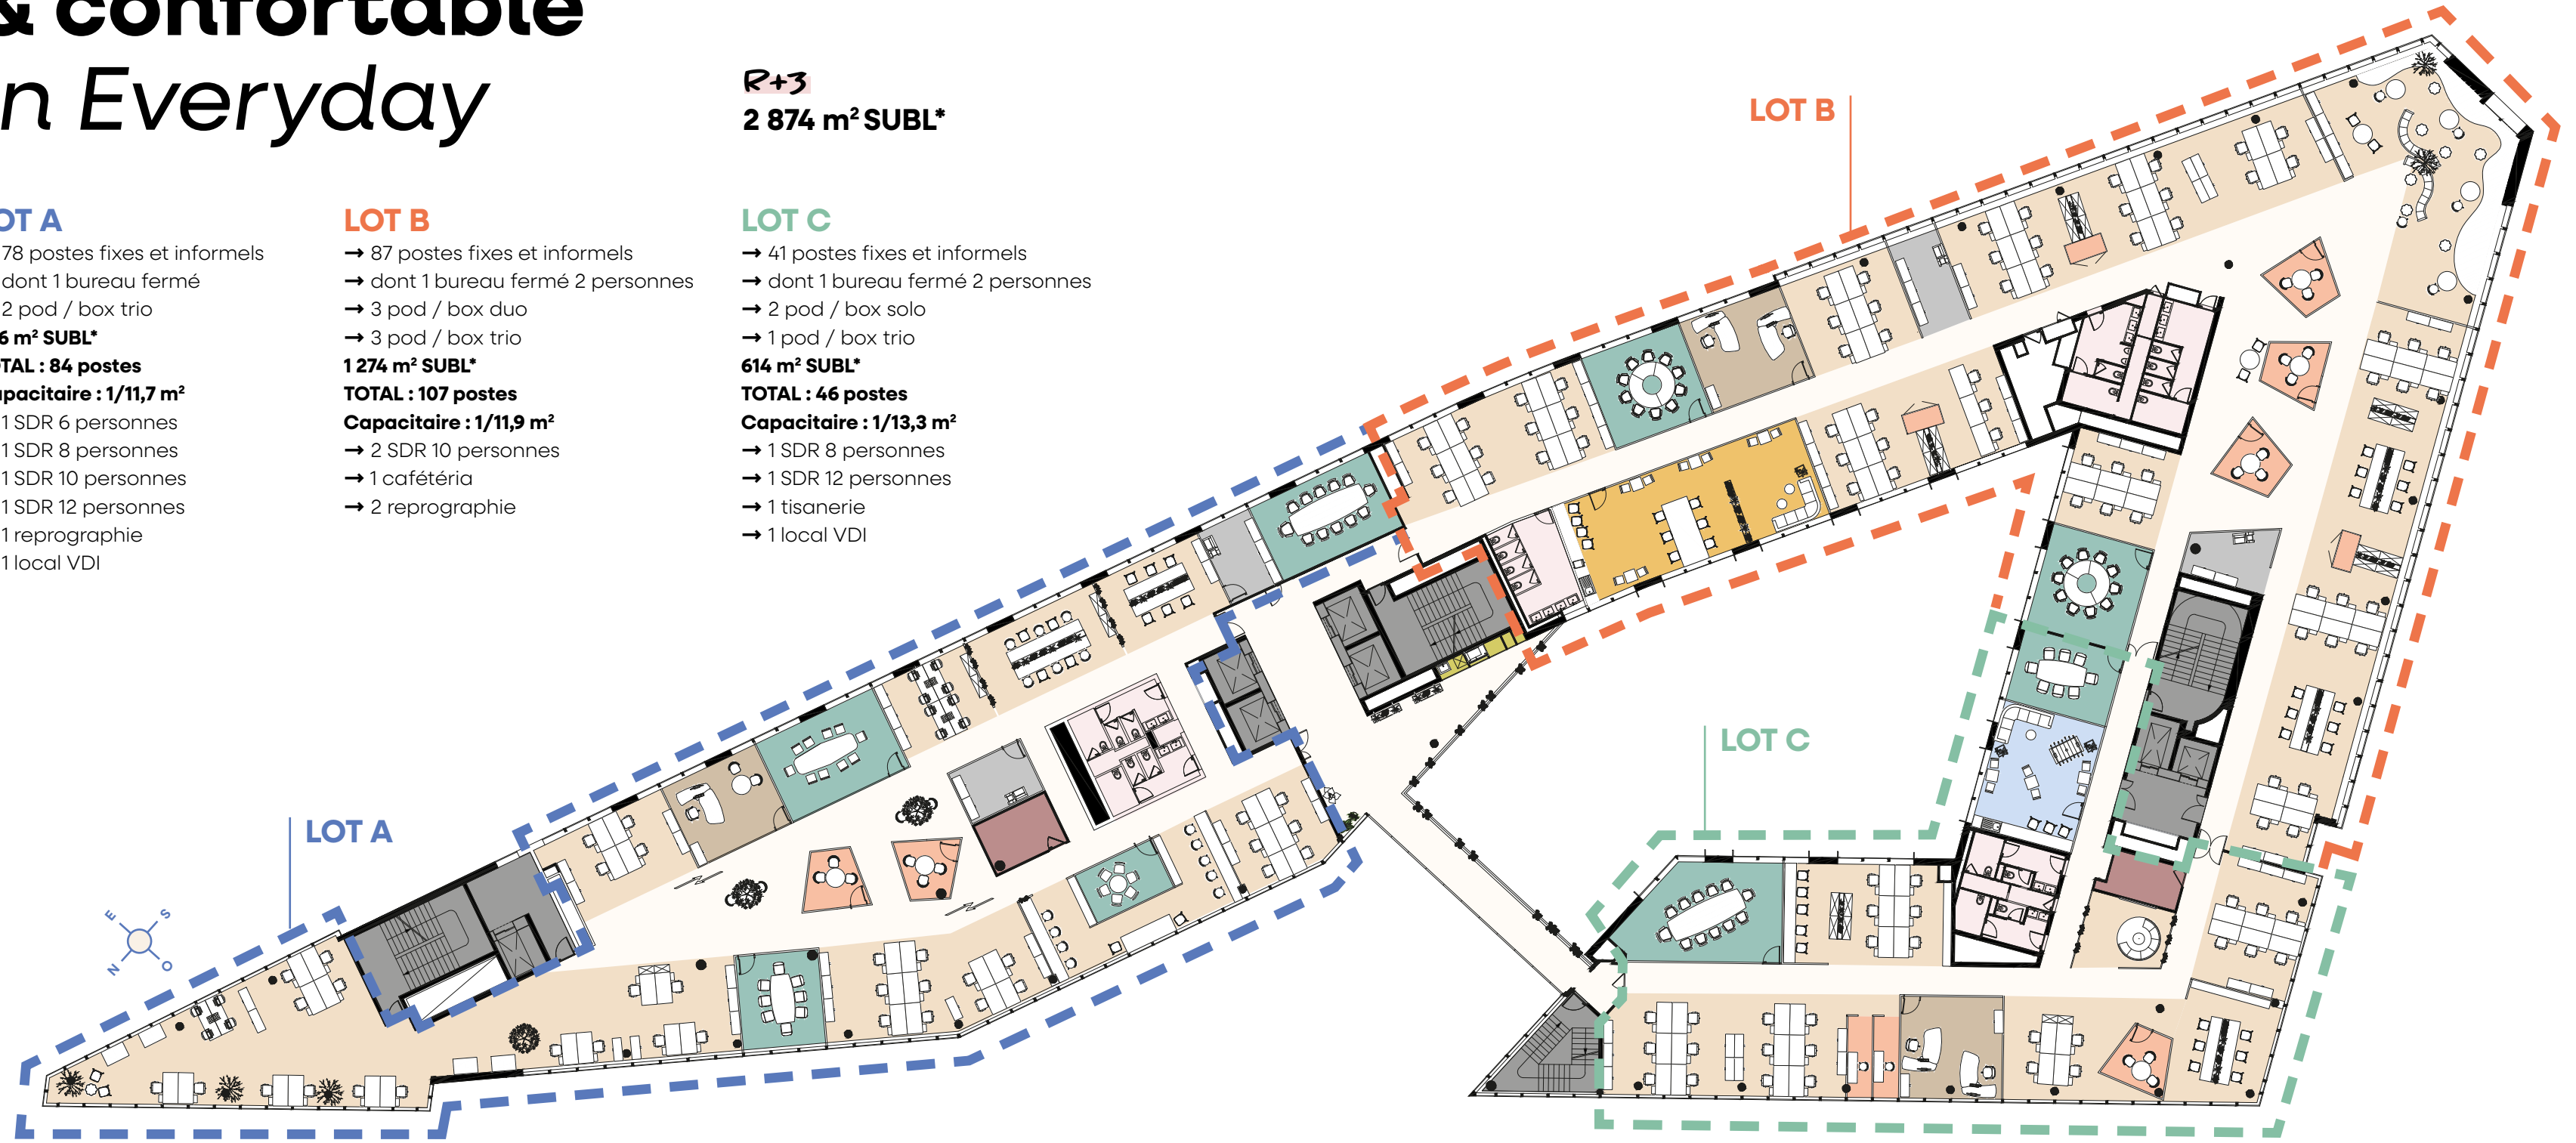 & confortable
n Everyday
R+3
2 874 m² SUBL*
OT A
78 postes fixes et informels
dont 1 bureau fermé
2 pod / box trio
6 m² SUBL*
TAL : 84 postes
pacitaire : 1/11,7 m²
1 SDR 6 personnes
1 SDR 8 personnes
1 SDR 10 personnes
1 SDR 12 personnes
1 reprographie
1 local VDI
LOT B
→ 87 postes fixes et informels
→ dont 1 bureau fermé 2 personnes
→ 3 pod / box duo
→ 3 pod / box trio
1 274 m² SUBL*
TOTAL : 107 postes
Capacitaire : 1/11,9 m²
→ 2 SDR 10 personnes
→ 1 cafétéria
→ 2 reprographie
LOT C
→ 41 postes fixes et informels
→ dont 1 bureau fermé 2 personnes
→ 2 pod / box solo
→ 1 pod / box trio
614 m² SUBL*
TOTAL : 46 postes
Capacitaire : 1/13,3 m²
→ 1 SDR 8 personnes
→ 1 SDR 12 personnes
→ 1 tisanerie
→ 1 local VDI
LOT B
LOT C
LOT A
E S
N O